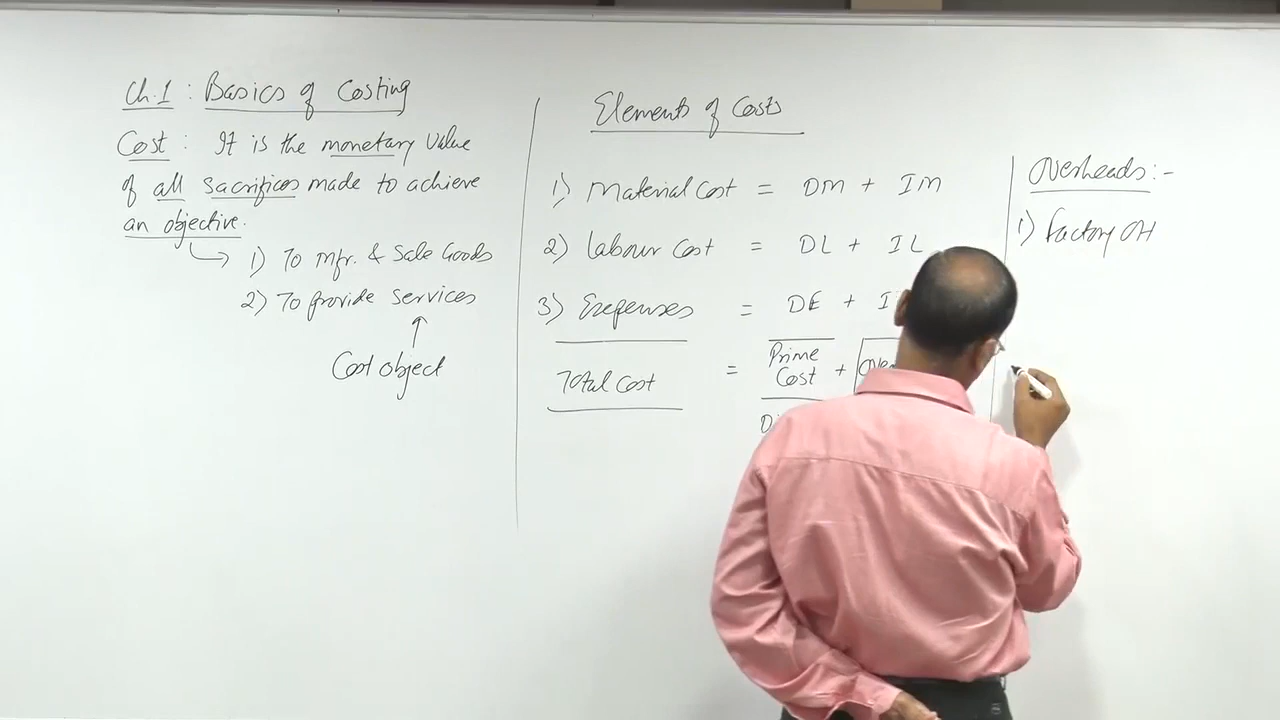 Ch.1 : Basics of Costing
Cost : It is the monetary value
of all sacrifices made to achieve
an objective.
1) To Mfr. & Sale Goods
2) To provide services
Cost object
Elements of Costs
1) Material Cost = DM + IM
2) Labour Cost = DL + IL
3) Expenses = DE + I
Total Cost = Prime Cost +
Overheads :-
1) Factory OH